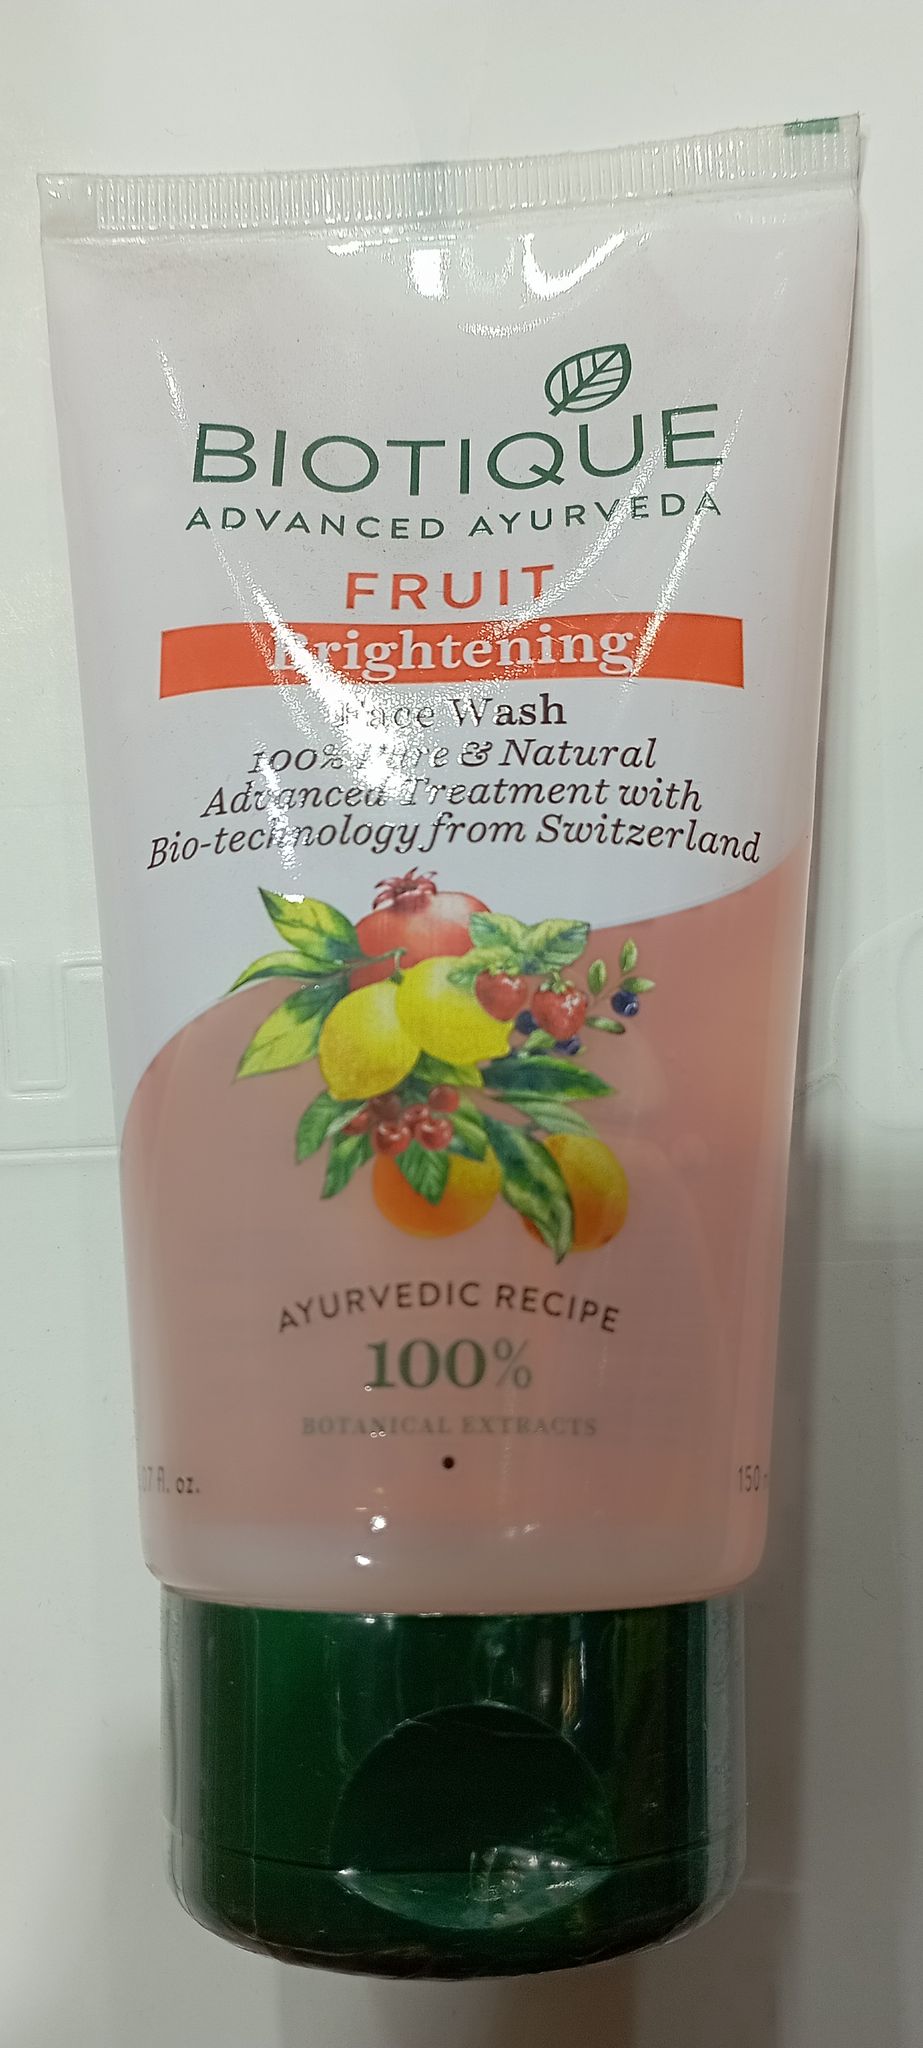 BIOTIQUE
ADVANCED AYURVEDA
FRUIT
Brightening
Face Wash
100% Pure & Natural
Advanced Treatment with
Bio-technology from Switzerland
AYURVEDIC RECIPE
100%
BOTANICAL EXTRACTS
fl. oz.
150